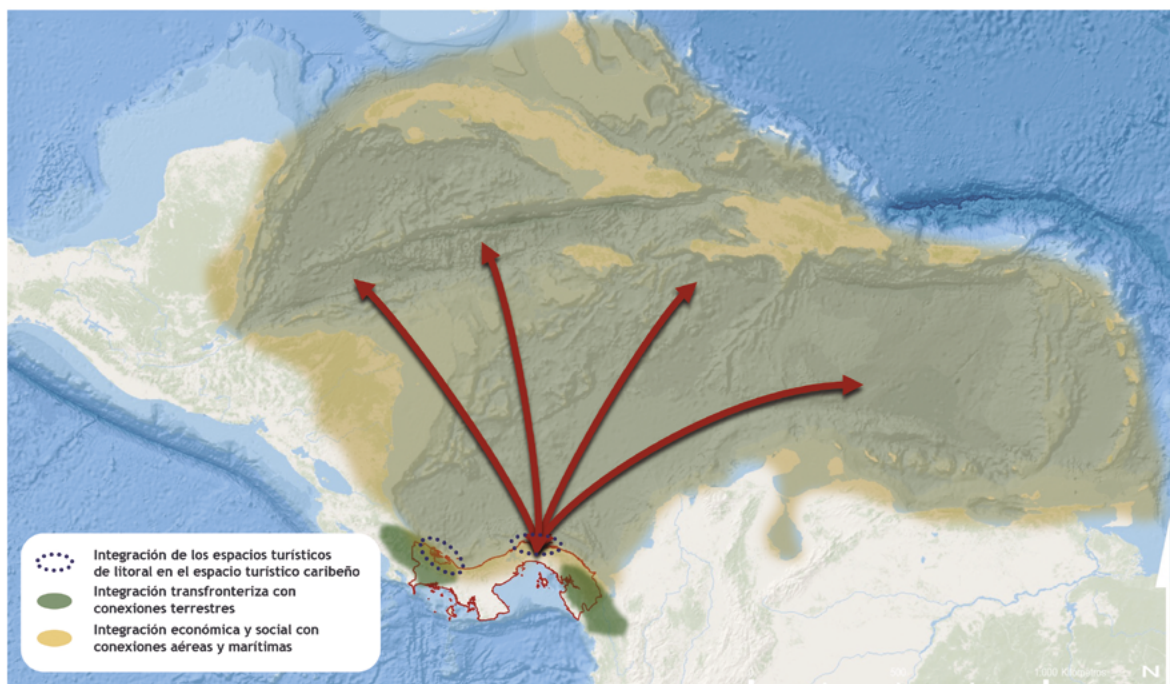 Integración de los espacios turísticos
de litoral en el espacio turístico caribeño
Integración transfronteriza con
conexiones terrestres
Integración económica y social con
conexiones aéreas y marítimas
500
N